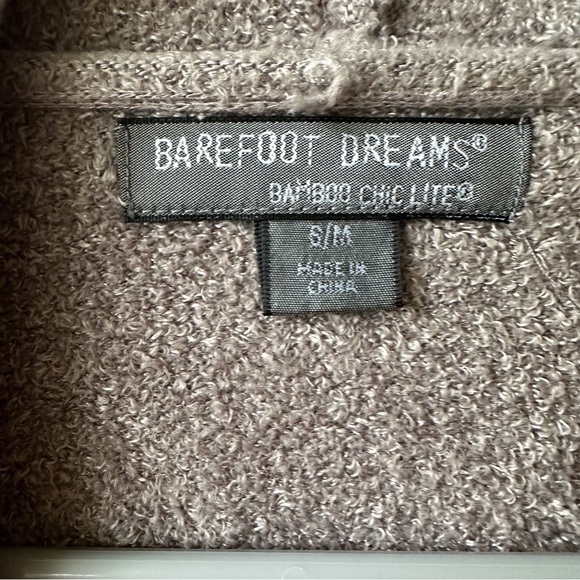 BAREFOOT DREAMS®
BAMBOO CHIC LITE®
S/M
MADE IN
CHINA